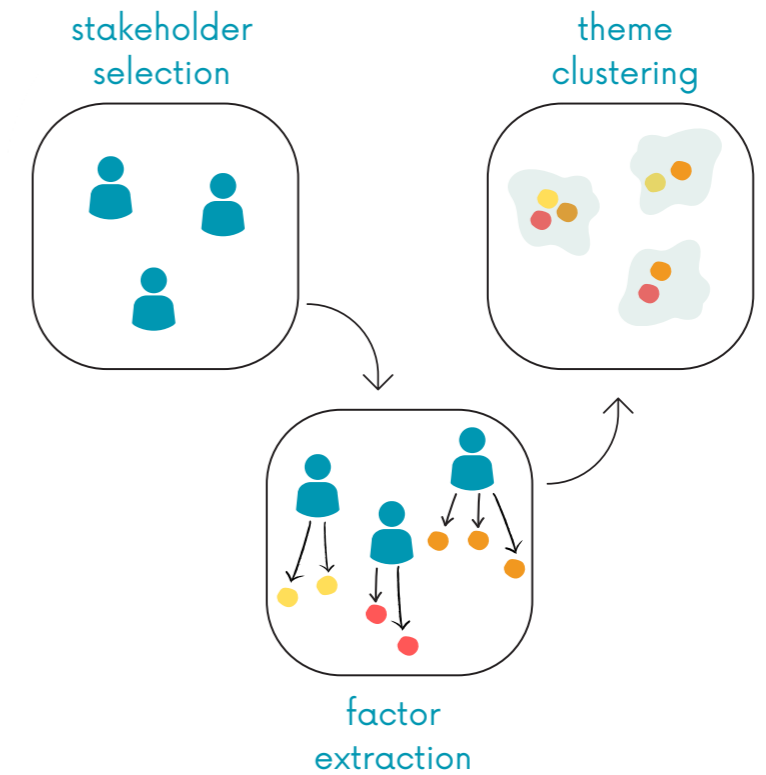 stakeholder
selection
theme
clustering
factor
extraction